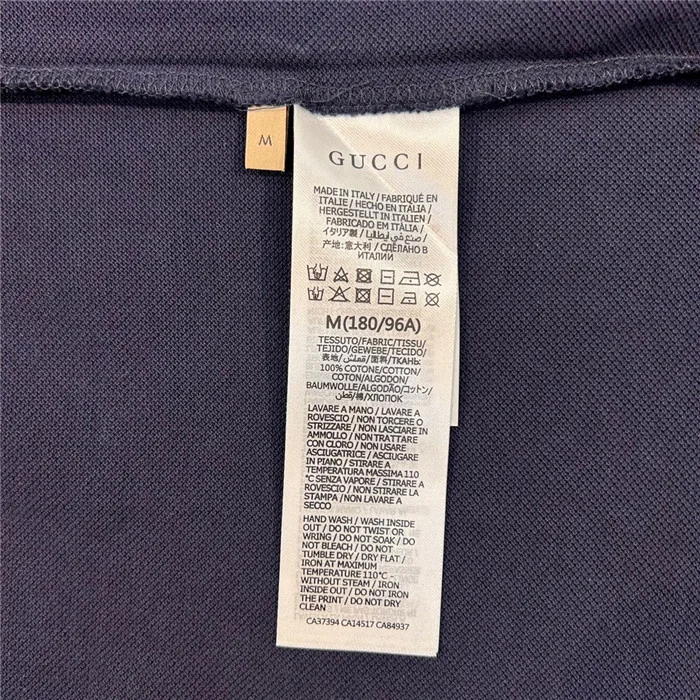 M
GUCCI
MADE IN ITALY / FABRIQUÉ EN
ITALIE / HECHO EN ITALIA /
HERGESTELLT IN ITALIEN /
FABRICADO EM ITÁLIA /
イタリア製 / صنع في إيطاليا /
产地: 意大利 / СДЕЛАНО В
ИТАЛИИ
M(180/96A)
TESSUTO/FABRIC/TISSU/
TEJIDO/GEWEBE/TECIDO/
表地/قماش/面料/ТКАНЬ:
100% COTONE/COTTON/
COTON/ALGODON/
BAUMWOLLE/ALGODÃO/コットン/
قطن/棉/ХЛОПОК
LAVARE A MANO / LAVARE A
ROVESCIO / NON TORCERE O
STRIZZARE / NON LASCIARE IN
AMMOLLO / NON TRATTARE
CON CLORO / NON USARE
ASCIUGATRICE / ASCIUGARE
IN PIANO / STIRARE A
TEMPERATURA MASSIMA 110
°C SENZA VAPORE / STIRARE A
ROVESCIO / NON STIRARE LA
STAMPA /NON LAVARE A
SECCO
HAND WASH / WASH INSIDE
OUT / DO NOT TWIST OR
WRING / DO NOT SOAK / DO
NOT BLEACH / DO NOT
TUMBLE DRY / DRY FLAT /
IRON AT MAXIMUM
TEMPERATURE 110°C -
WITHOUT STEAM / IRON
INSIDE OUT / DO NOT IRON
THE PRINT / DO NOT DRY
CLEAN
CA37394 CA14517 CA84937